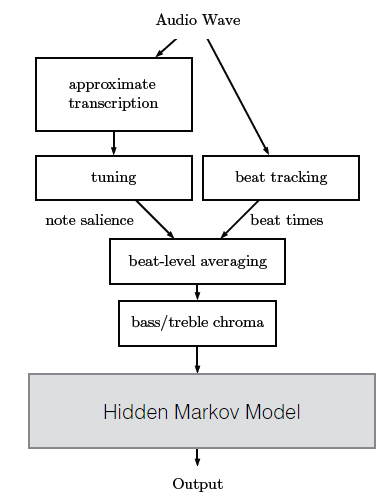 Audio Wave
approximate
transcription
tuning
beat tracking
note salience
beat times
beat-level averaging
bass/treble chroma
Hidden Markov Model
Output